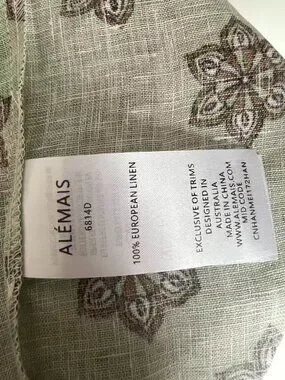 ALÉMAIS
6814D
100% EUROPEAN LINEN
EXCLUSIVE OF TRIMS
DESIGNED IN
AUSTRALIA
MADE IN CHINA
WWW.ALEMAIS.COM
MID CODE
CNHANMEI172HAN